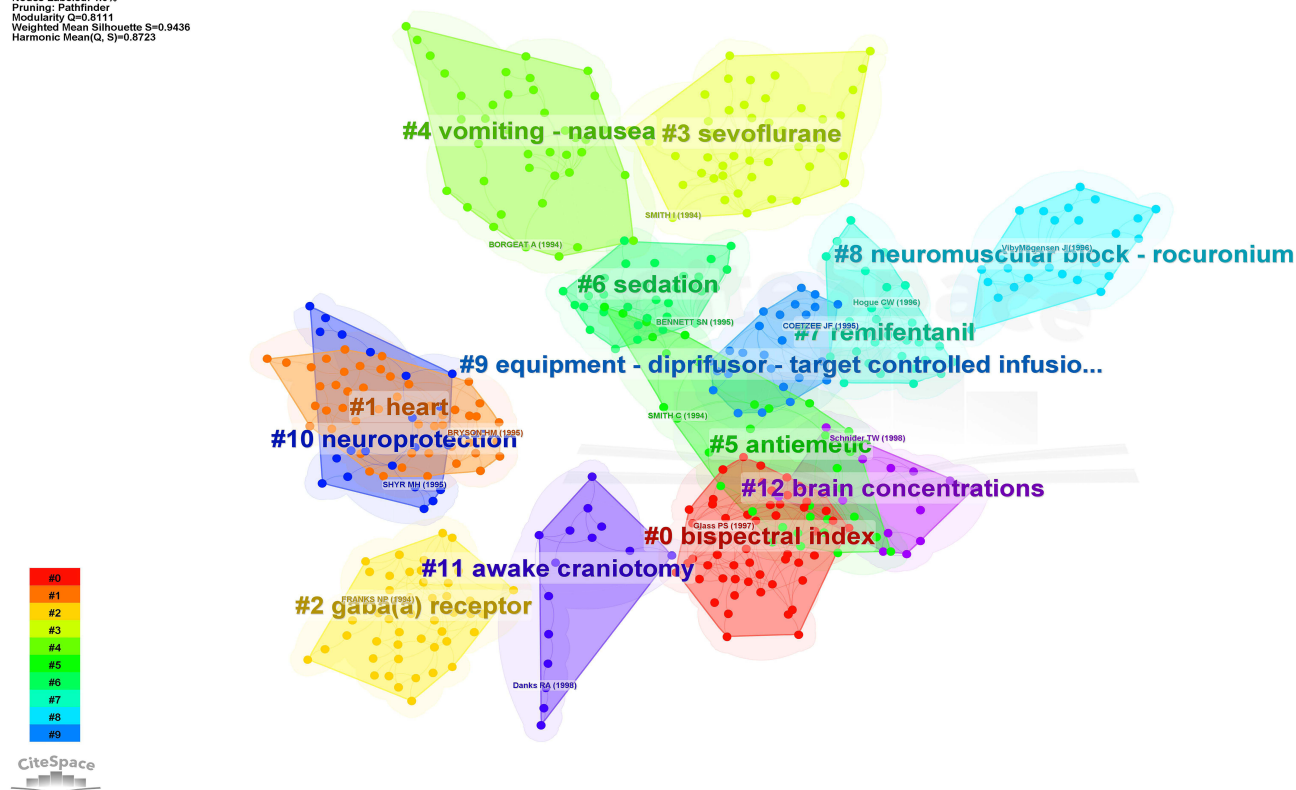 Pruning: Pathfinder
Modularity Q=0.8111
Weighted Mean Silhouette S=0.9436
Harmonic Mean(Q, S)=0.8723
#4 vomiting - nausea
#3 sevoflurane
SMITH I (1994)
BORGEAT A (1994)
#8 neuromuscular block - rocuronium
#6 sedation
Hogue CW (1996)
BENNETT SN (1995)
COETZEE JF (1995)
#7 remifentanil
#9 equipment - diprifusor - target controlled infusio...
#1 heart
SMITH C (1994)
BRYSON HM (1995)
#10 neuroprotection
Schnider TW (1998)
#5 antiemetic
SHYR MH (1995)
#12 brain concentrations
Glass PS (1997)
#0 bispectral index
#11 awake craniotomy
FRANKS NP (1994)
#2 gaba(a) receptor
Danks RA (1998)
#0
#1
#2
#3
#4
#5
#6
#7
#8
#9
CiteSpace